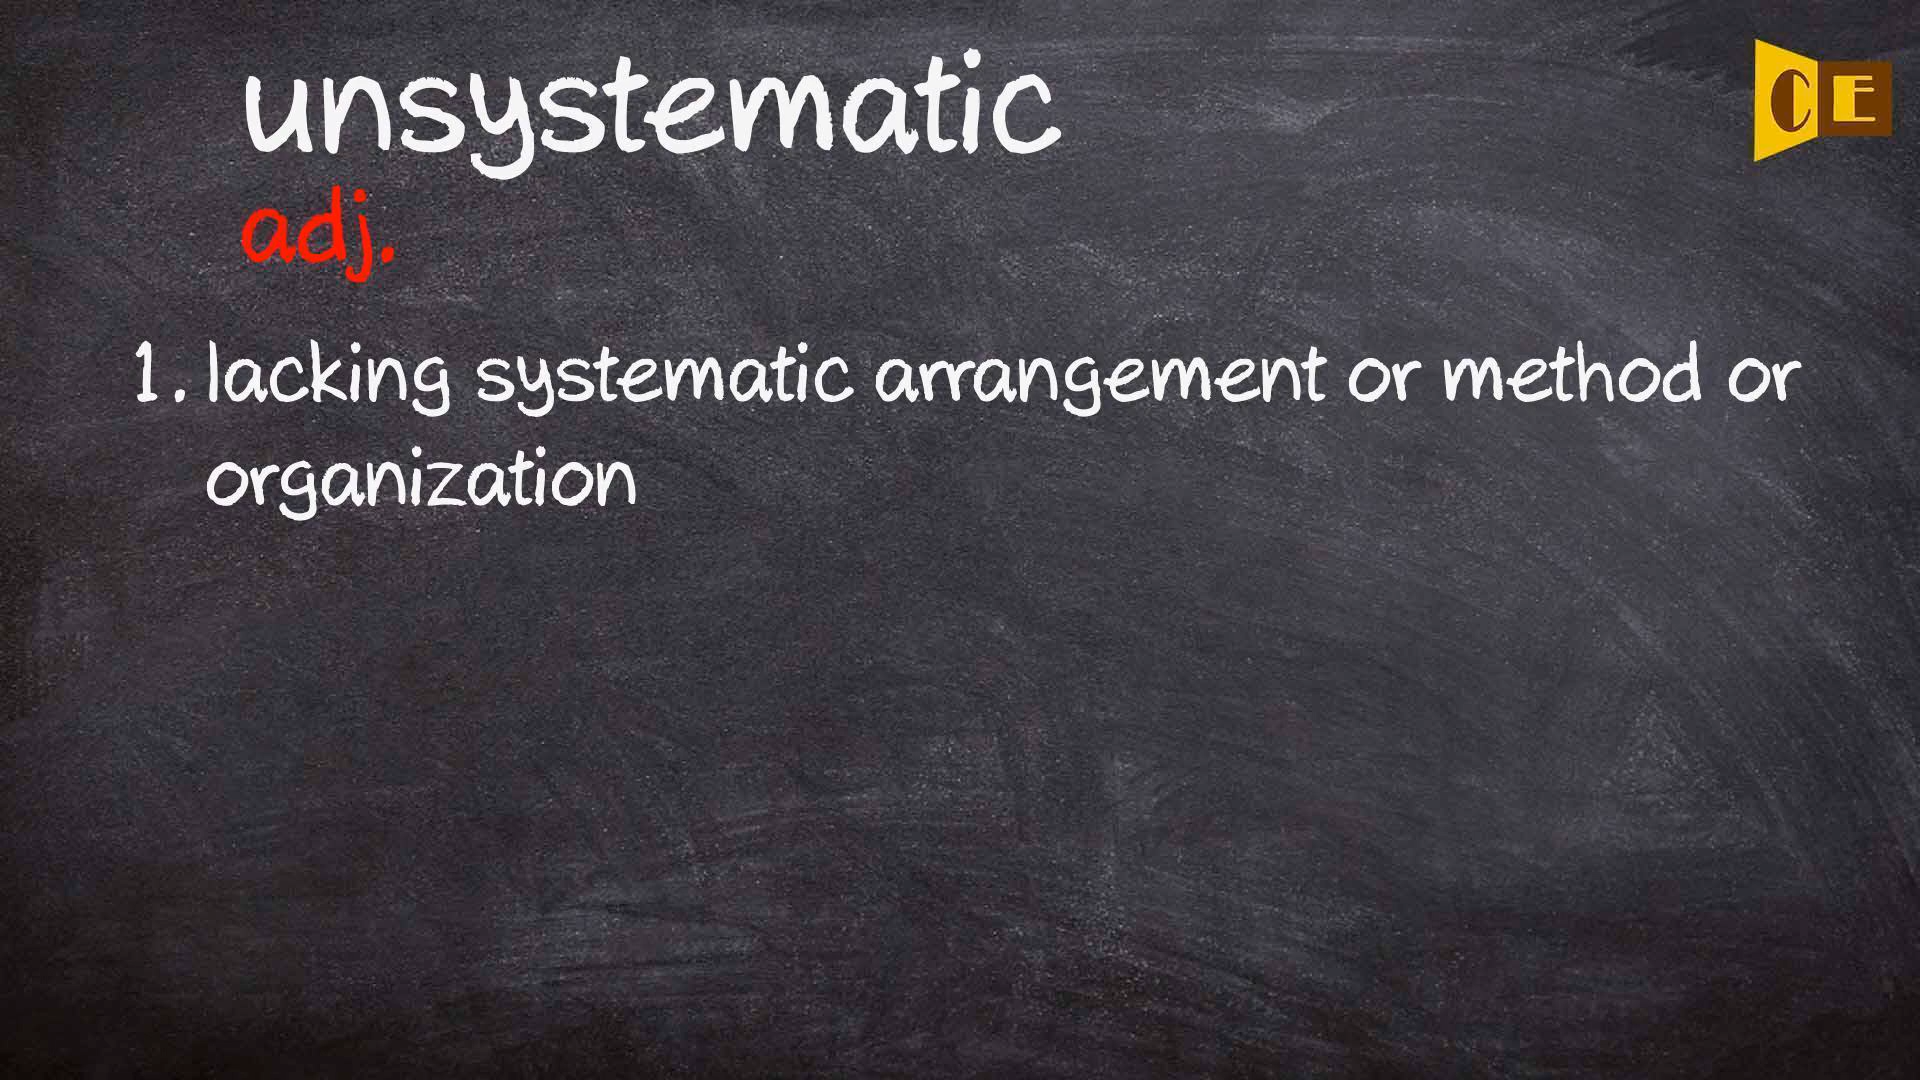 unsystematic
CE
adj.
1. lacking systematic arrangement or method or
organization